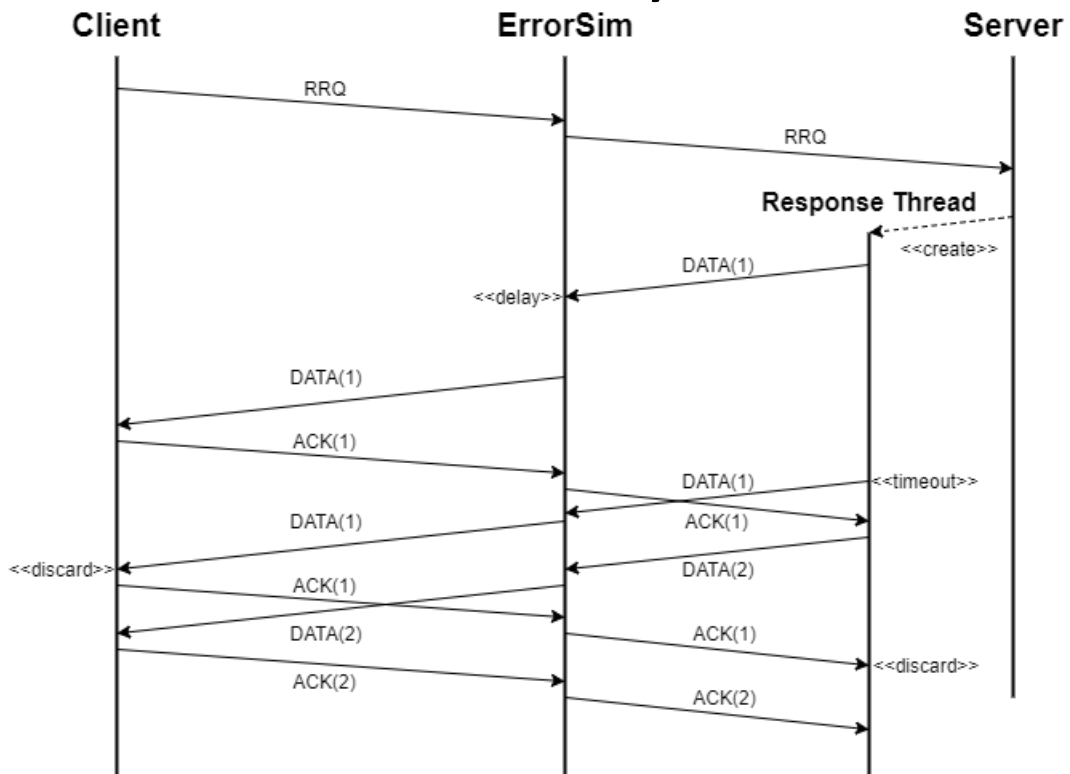 Client ErrorSim Server
RRQ
RRQ
Response Thread
<<create>>
DATA(1)
<<delay>>
DATA(1)
ACK(1)
DATA(1) <<timeout>>
DATA(1) ACK(1)
<<discard>> DATA(2)
ACK(1)
DATA(2) ACK(1)
<<discard>>
ACK(2)
ACK(2)